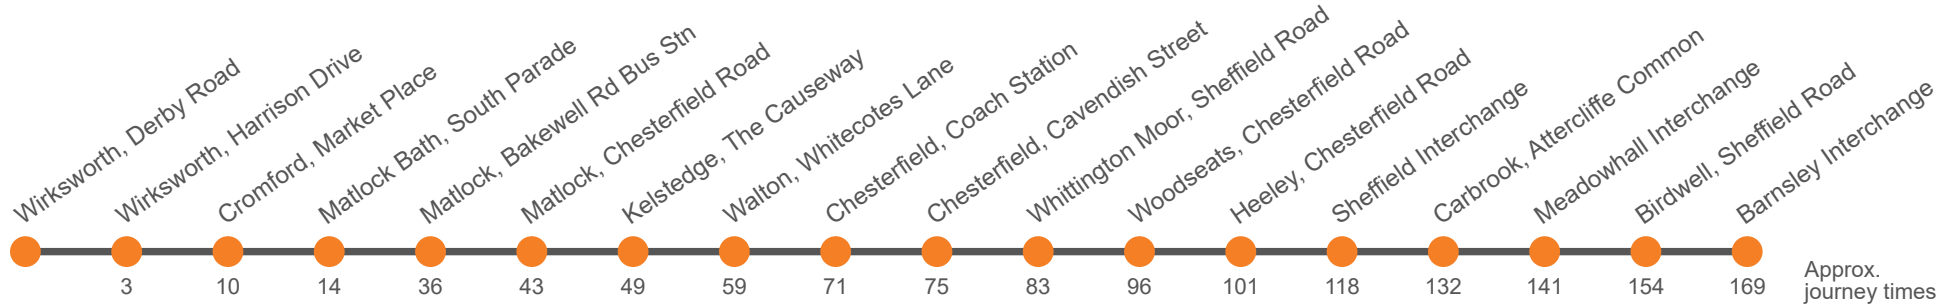 Wirksworth, Derby Road
Wirksworth, Harrison Drive
Cromford, Market Place
Matlock Bath, South Parade
Matlock, Bakewell Rd Bus Stn
Matlock, Chesterfield Road
Kelstedge, The Causeway
Walton, Whitecotes Lane
Chesterfield, Coach Station
Chesterfield, Cavendish Street
Whittington Moor, Sheffield Road
Woodseats, Chesterfield Road
Heeley, Chesterfield Road
Sheffield Interchange
Carbrook, Attercliffe Common
Meadowhall Interchange
Birdwell, Sheffield Road
Barnsley Interchange
3 10 14 36 43 49 59 71 75 83 96 101 118 132 141 154 169
Approx.
journey times